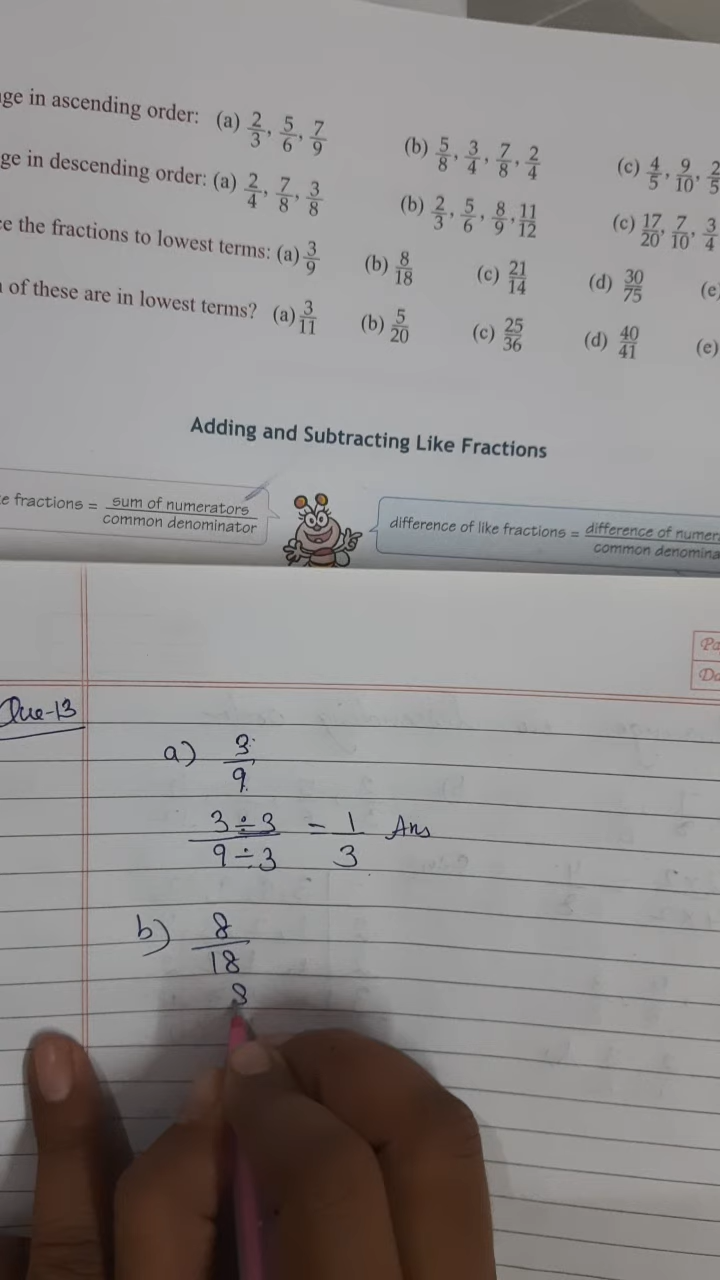 ge in ascending order: (a) 2/3, 5/6, 7/9 (b) 5/8, 3/4, 7/8, 2/4 (c) 4/5, 9/10, 2/5
ge in descending order: (a) 2/4, 7/8, 3/8 (b) 2/3, 5/6, 8/9, 11/12 (c) 17/20, 7/10, 3/4
e the fractions to lowest terms: (a) 3/9 (b) 8/18 (c) 21/14 (d) 30/75 (e)
of these are in lowest terms? (a) 3/11 (b) 5/20 (c) 25/36 (d) 40/41 (e)
Adding and Subtracting Like Fractions
e fractions = sum of numerators / common denominator
difference of like fractions = difference of numer / common denomina
Pa
Da
Que-13
a) 3/9
3÷3 / 9÷3 = 1/3 Ans
b) 8/18
8